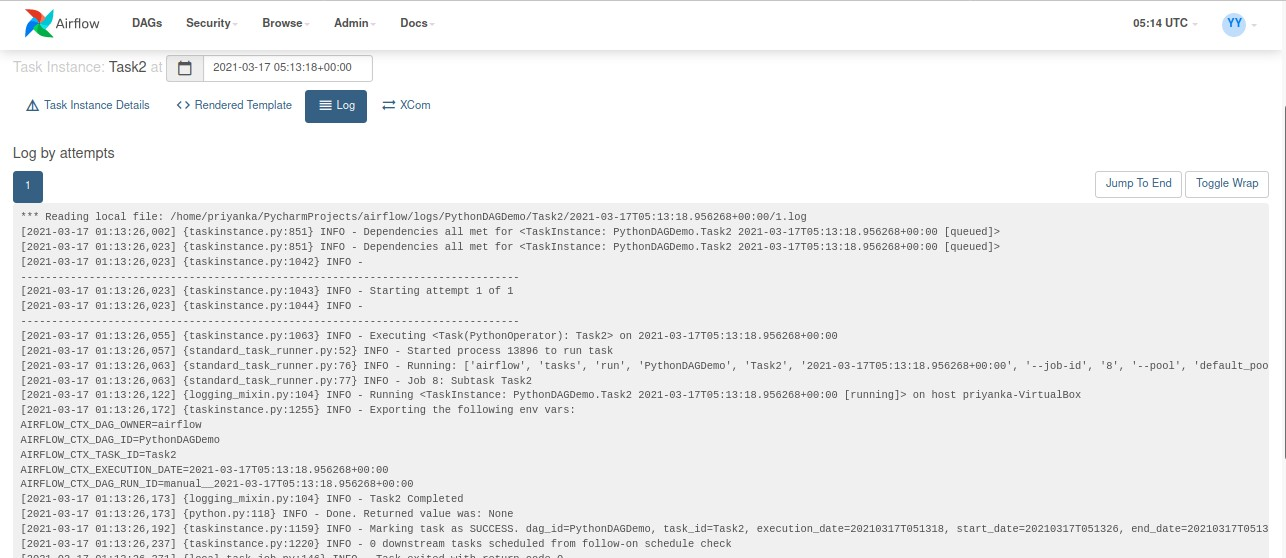 Airflow DAGs Security Browse Admin Docs 05:14 UTC YY
Task Instance: Task2 at 2021-03-17 05:13:18+00:00
Task Instance Details <> Rendered Template Log XCom
Log by attempts
1 Jump To End Toggle Wrap
*** Reading local file: /home/priyanka/PycharmProjects/airflow/logs/PythonDAGDemo/Task2/2021-03-17T05:13:18.956268+00:00/1.log
[2021-03-17 01:13:26,002] {taskinstance.py:851} INFO - Dependencies all met for <TaskInstance: PythonDAGDemo.Task2 2021-03-17T05:13:18.956268+00:00 [queued]>
[2021-03-17 01:13:26,023] {taskinstance.py:851} INFO - Dependencies all met for <TaskInstance: PythonDAGDemo.Task2 2021-03-17T05:13:18.956268+00:00 [queued]>
[2021-03-17 01:13:26,023] {taskinstance.py:1042} INFO -
--------------------------------------------------------------------------------
[2021-03-17 01:13:26,023] {taskinstance.py:1043} INFO - Starting attempt 1 of 1
[2021-03-17 01:13:26,023] {taskinstance.py:1044} INFO -
--------------------------------------------------------------------------------
[2021-03-17 01:13:26,055] {taskinstance.py:1063} INFO - Executing <Task(PythonOperator): Task2> on 2021-03-17T05:13:18.956268+00:00
[2021-03-17 01:13:26,057] {standard_task_runner.py:52} INFO - Started process 13896 to run task
[2021-03-17 01:13:26,063] {standard_task_runner.py:76} INFO - Running: ['airflow', 'tasks', 'run', 'PythonDAGDemo', 'Task2', '2021-03-17T05:13:18.956268+00:00', '--job-id', '8', '--pool', 'default_poo
[2021-03-17 01:13:26,063] {standard_task_runner.py:77} INFO - Job 8: Subtask Task2
[2021-03-17 01:13:26,122] {logging_mixin.py:104} INFO - Running <TaskInstance: PythonDAGDemo.Task2 2021-03-17T05:13:18.956268+00:00 [running]> on host priyanka-VirtualBox
[2021-03-17 01:13:26,172] {taskinstance.py:1255} INFO - Exporting the following env vars:
AIRFLOW_CTX_DAG_OWNER=airflow
AIRFLOW_CTX_DAG_ID=PythonDAGDemo
AIRFLOW_CTX_TASK_ID=Task2
AIRFLOW_CTX_EXECUTION_DATE=2021-03-17T05:13:18.956268+00:00
AIRFLOW_CTX_DAG_RUN_ID=manual__2021-03-17T05:13:18.956268+00:00
[2021-03-17 01:13:26,173] {logging_mixin.py:104} INFO - Task2 Completed
[2021-03-17 01:13:26,173] {python.py:118} INFO - Done. Returned value was: None
[2021-03-17 01:13:26,192] {taskinstance.py:1159} INFO - Marking task as SUCCESS. dag_id=PythonDAGDemo, task_id=Task2, execution_date=20210317T051318, start_date=20210317T051326, end_date=20210317T0513
[2021-03-17 01:13:26,237] {taskinstance.py:1220} INFO - 0 downstream tasks scheduled from follow-on schedule check
[2021-03-17 01:13:26,271] {local_task_job.py:146} INFO - Task exited with return code 0